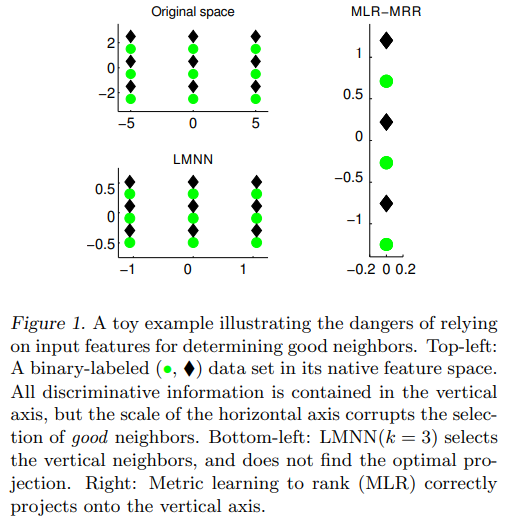 Original space
2
0
−2
−5 0 5
LMNN
0.5
0
−0.5
−1 0 1
MLR−MRR
1
0.5
0
−0.5
−1
−0.2 0 0.2
Figure 1. A toy example illustrating the dangers of relying
on input features for determining good neighbors. Top-left:
A binary-labeled (●, ◆) data set in its native feature space.
All discriminative information is contained in the vertical
axis, but the scale of the horizontal axis corrupts the selec-
tion of good neighbors. Bottom-left: LMNN(k = 3) selects
the vertical neighbors, and does not find the optimal pro-
jection. Right: Metric learning to rank (MLR) correctly
projects onto the vertical axis.